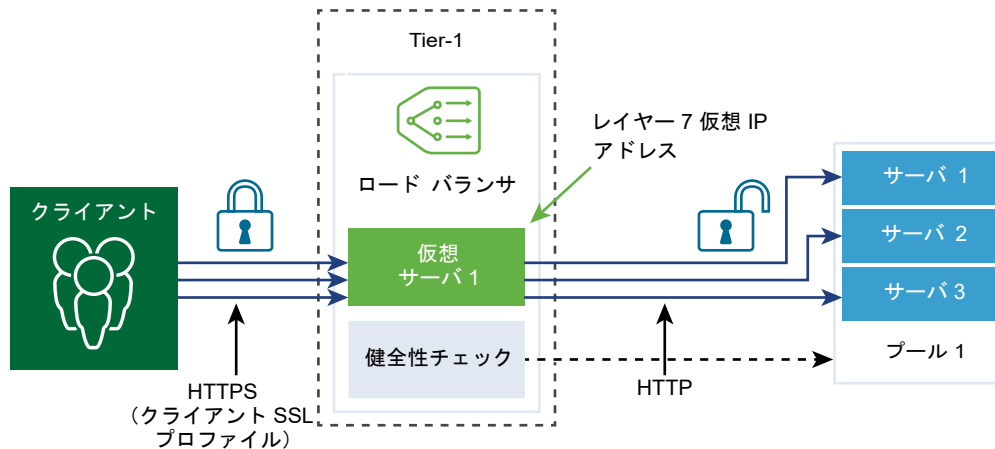 Tier-1
レイヤー 7 仮想 IP
アドレス
ロード バランサ
クライアント
仮想
サーバ 1
サーバ 1
サーバ 2
サーバ 3
健全性チェック
プール 1
HTTPS
（クライアント SSL
プロファイル）
HTTP